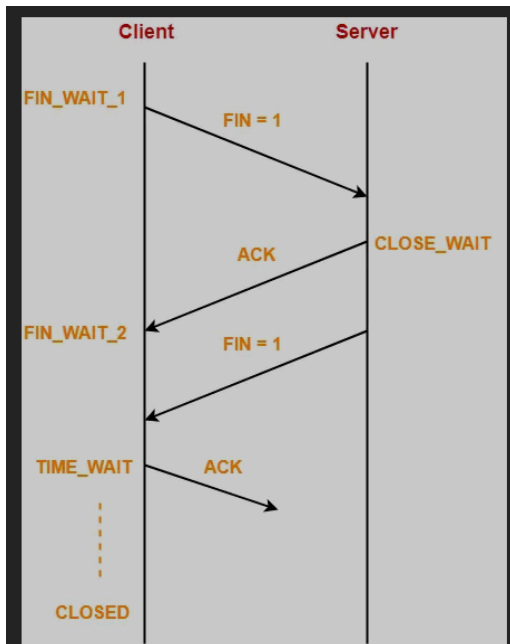 Client Server
FIN_WAIT_1
FIN = 1
CLOSE_WAIT
ACK
FIN_WAIT_2
FIN = 1
TIME_WAIT ACK
CLOSED